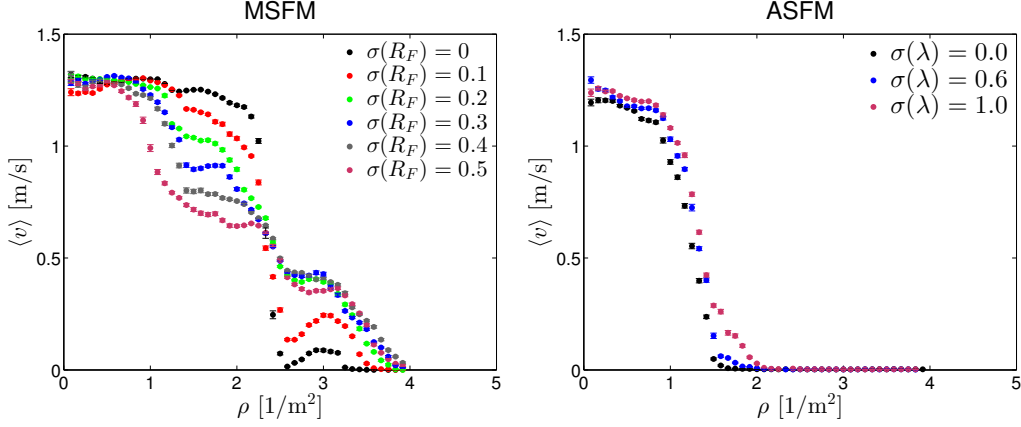 MSFM
1.5
1
0.5
0
0 1 2 3 4 5
⟨v⟩ [m/s]
ρ [1/m²]
σ(R_F) = 0
σ(R_F) = 0.1
σ(R_F) = 0.2
σ(R_F) = 0.3
σ(R_F) = 0.4
σ(R_F) = 0.5
ASFM
1.5
1
0.5
0
0 1 2 3 4 5
⟨v⟩ [m/s]
ρ [1/m²]
σ(λ) = 0.0
σ(λ) = 0.6
σ(λ) = 1.0